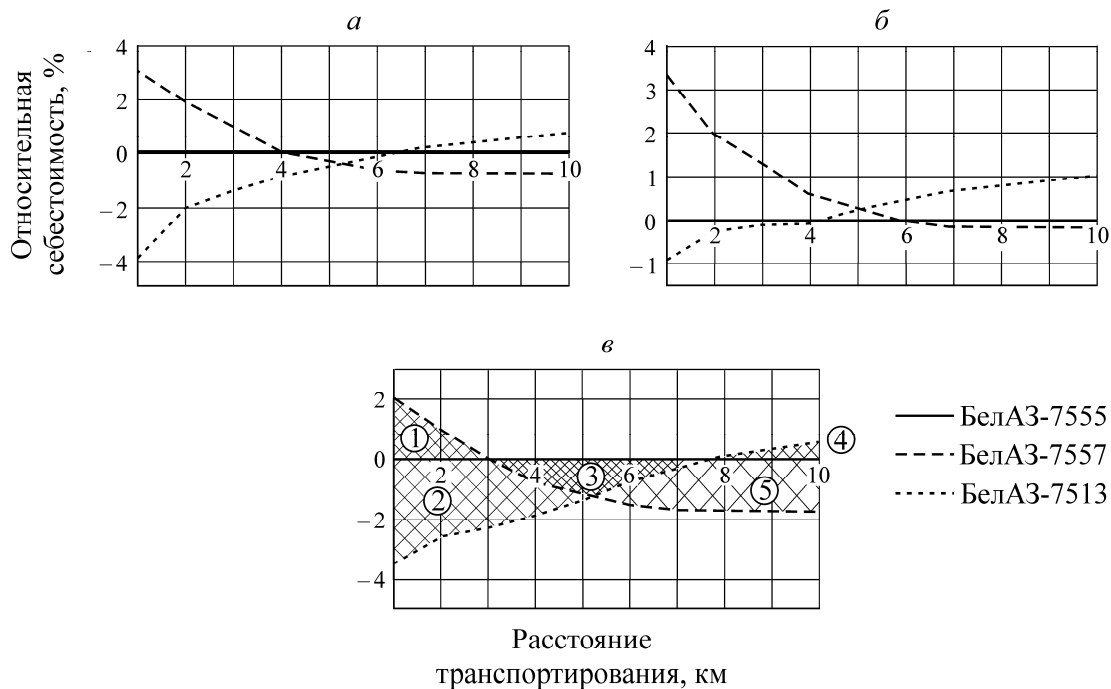 а
Относительная
себестоимость, %
4
2
0
−2
−4
2 4 6 8 10
б
4
3
2
1
0
−1
2 4 6 8 10
в
2
0
−2
−4
2 4 6 8 10
1
2
3
4
5
БелАЗ-7555
БелАЗ-7557
БелАЗ-7513
Расстояние
транспортирования, км